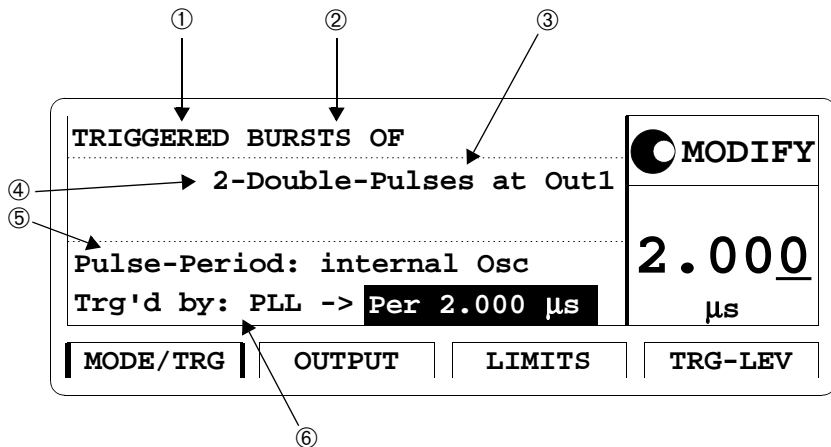 ① ② ③
TRIGGERED BURSTS OF
MODIFY
④ 2-Double-Pulses at Out1
⑤
Pulse-Period: internal Osc
2.000
Trg'd by: PLL -> Per 2.000 µs
µs
MODE/TRG OUTPUT LIMITS TRG-LEV
⑥